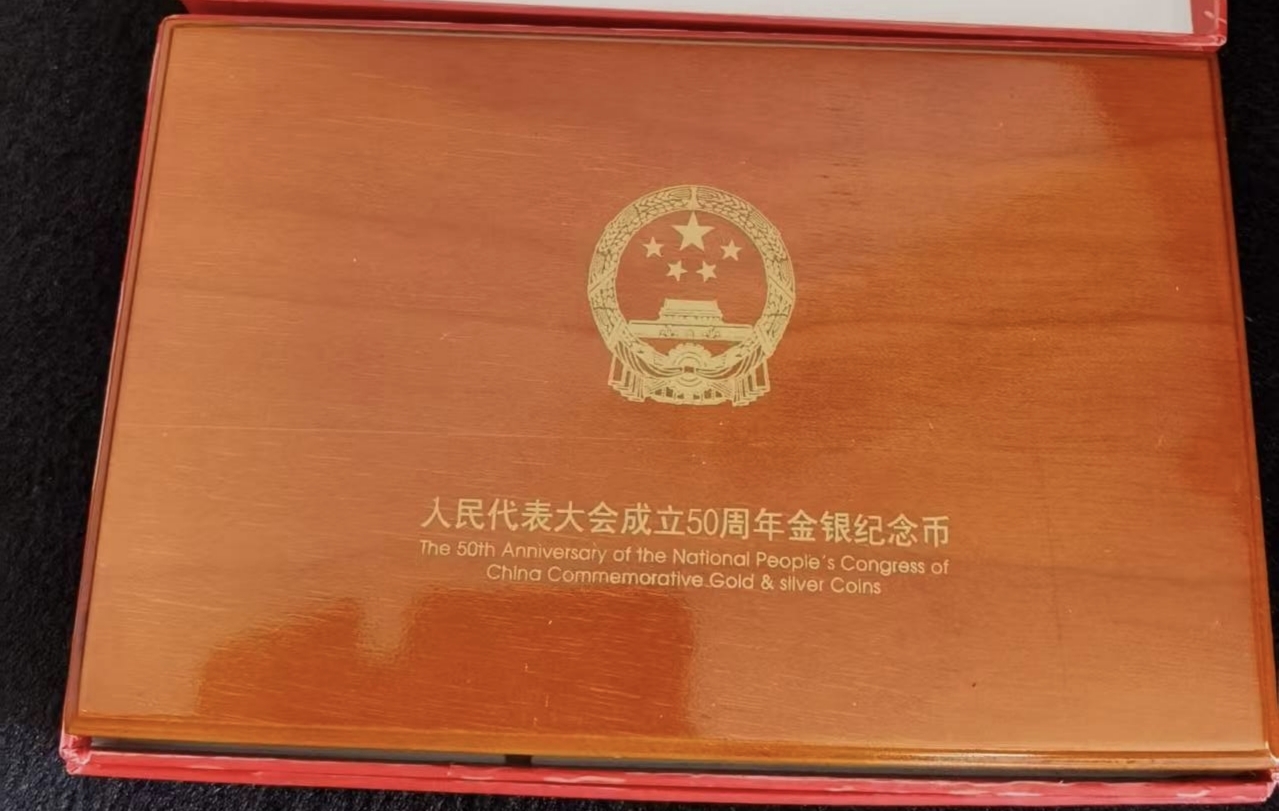 人民代表大会成立50周年金银纪念币
The 50th Anniversary of the National People's Congress of
China Commemorative Gold & silver Coins